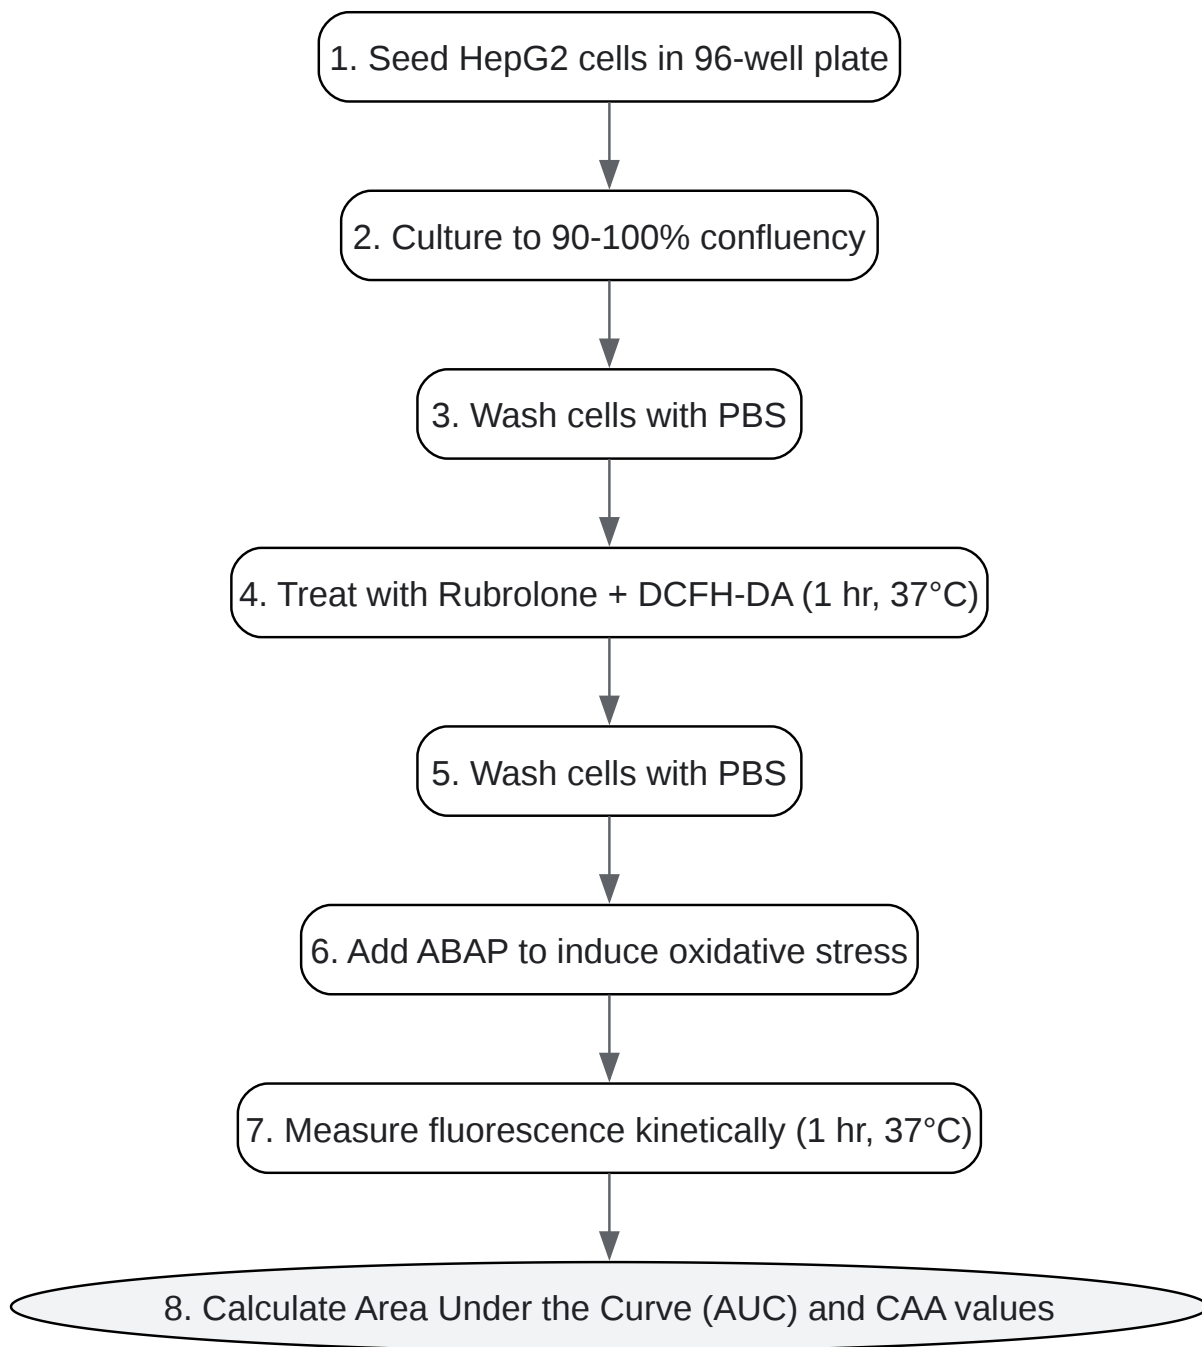 1. Seed HepG2 cells in 96-well plate
2. Culture to 90-100% confluency
3. Wash cells with PBS
4. Treat with Rubrolone + DCFH-DA (1 hr, 37°C)
5. Wash cells with PBS
6. Add ABAP to induce oxidative stress
7. Measure fluorescence kinetically (1 hr, 37°C)
8. Calculate Area Under the Curve (AUC) and CAA values